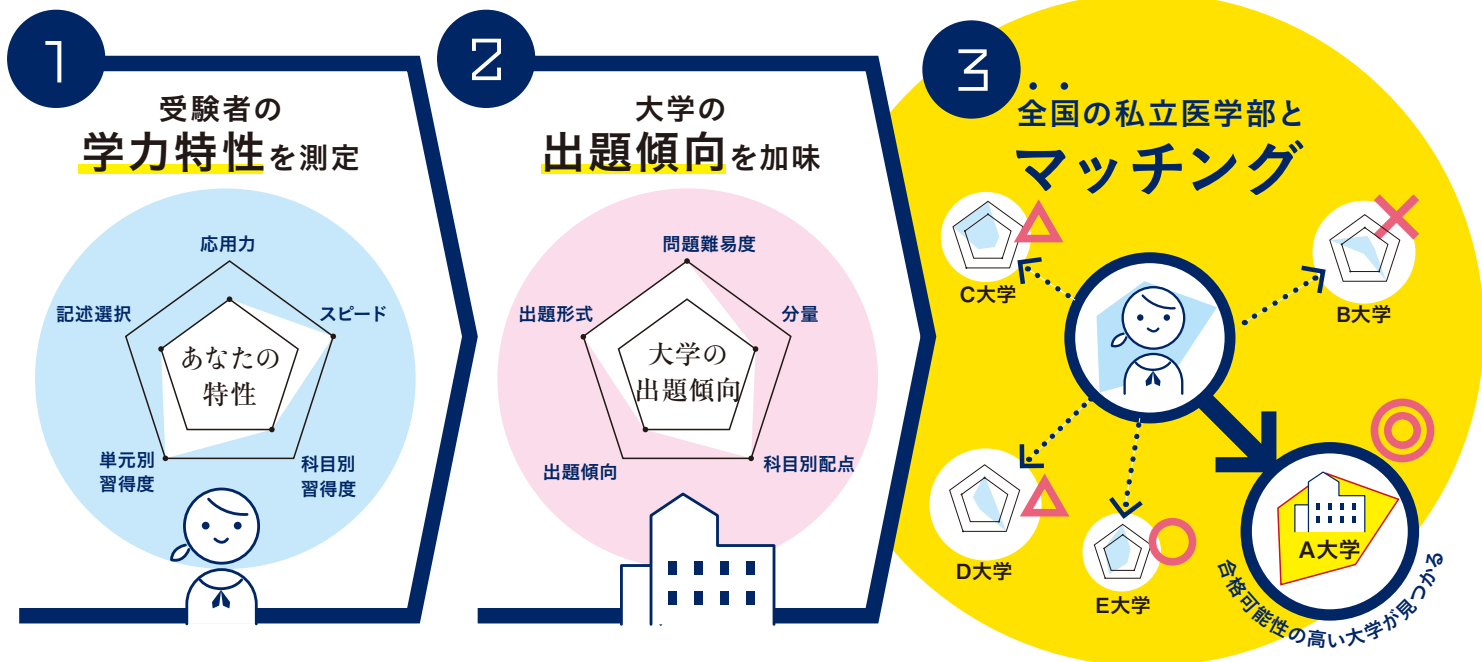 1
受験者の
学力特性を測定
応用力
記述選択
スピード
あなたの
特性
単元別
習得度
科目別
習得度
2
大学の
出題傾向を加味
問題難易度
出題形式
分量
大学の
出題傾向
出題傾向
科目別配点
3
全国の私立医学部と
マッチング
C大学
B大学
D大学
E大学
A大学
合格可能性の高い大学が見つかる